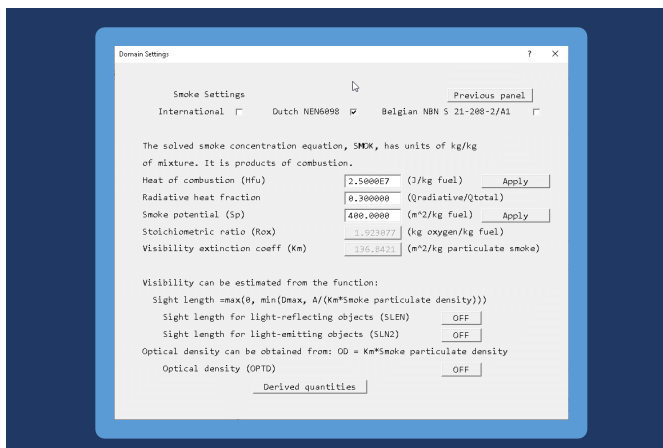 Domain Settings ? ×
Smoke Settings Previous panel
International Dutch NEN6098 Belgian NBN S 21-208-2/A1
The solved smoke concentration equation, SMOK, has units of kg/kg
of mixture. It is products of combustion.
Heat of combustion (Hfu) 2.5000E7 (J/kg fuel) Apply
Radiative heat fraction 0.300000 (Qradiative/Qtotal)
Smoke potential (Sp) 400.0000 (m^2/kg fuel) Apply
Stoichiometric ratio (Rox) 1.923077 (kg oxygen/kg fuel)
Visibility extinction coeff (Km) 136.8421 (m^2/kg particulate smoke)
Visibility can be estimated from the function:
Sight length =max(0, min(Dmax, A/(Km*Smoke particulate density)))
Sight length for light-reflecting objects (SLEN) OFF
Sight length for light-emitting objects (SLN2) OFF
Optical density can be obtained from: OD = Km*Smoke particulate density
Optical density (OPTD) OFF
Derived quantities